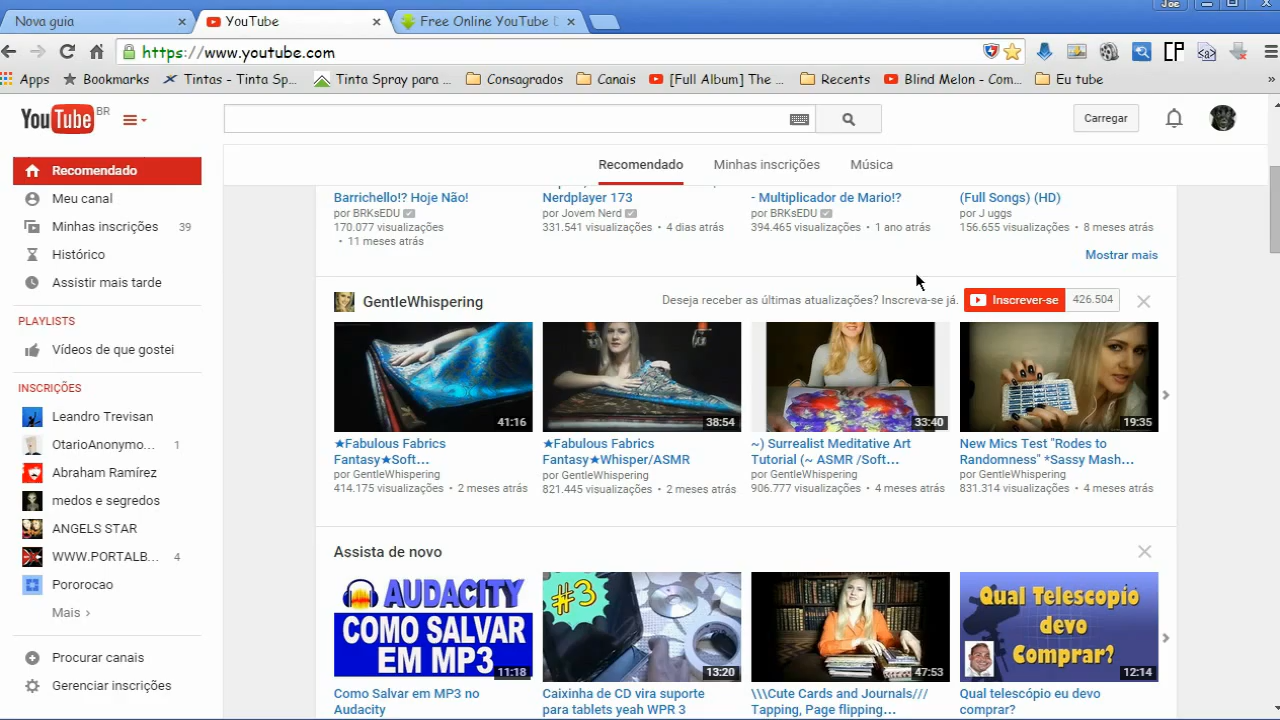 Joe
Nova guia
YouTube
Free Online YouTube D
https://www.youtube.com
Apps
Bookmarks
Tintas - Tinta Sp...
Tinta Spray para ...
Consagrados
Canais
[Full Album] The ...
Recents
Blind Melon - Com...
Eu tube
»
YouTube BR
Carregar
Recomendado
Minhas inscrições
Música
Recomendado
Meu canal
Minhas inscrições 39
Histórico
Assistir mais tarde
PLAYLISTS
Vídeos de que gostei
INSCRIÇÕES
Leandro Trevisan
OtarioAnonymo... 1
Abraham Ramírez
medos e segredos
ANGELS STAR
WWW.PORTALB... 4
Pororocao
Mais ›
Procurar canais
Gerenciar inscrições
Barrichello!? Hoje Não!
por BRKsEDU
170.077 visualizações
• 11 meses atrás
Nerdplayer 173
por Jovem Nerd
331.541 visualizações • 4 dias atrás
- Multiplicador de Mario!?
por BRKsEDU
394.465 visualizações • 1 ano atrás
(Full Songs) (HD)
por J uggs
156.655 visualizações • 8 meses atrás
Mostrar mais
GentleWhispering
Deseja receber as últimas atualizações? Inscreva-se já.
Inscrever-se 426.504
41:16
★Fabulous Fabrics
Fantasy★Soft...
por GentleWhispering
414.175 visualizações • 2 meses atrás
38:54
★Fabulous Fabrics
Fantasy★Whisper/ASMR
por GentleWhispering
821.445 visualizações • 2 meses atrás
33:40
~) Surrealist Meditative Art
Tutorial (~ ASMR /Soft...
por GentleWhispering
906.777 visualizações • 4 meses atrás
19:35
New Mics Test "Rodes to
Randomness" *Sassy Mash...
por GentleWhispering
831.314 visualizações • 4 meses atrás
Assista de novo
AUDACITY
COMO SALVAR
EM MP3
11:18
Como Salvar em MP3 no
Audacity
#3
13:20
Caixinha de CD vira suporte
para tablets yeah WPR 3
47:53
\\\Cute Cards and Journals///
Tapping, Page flipping...
Qual Telescopio
devo
Comprar?
12:14
Qual telescópio eu devo
comprar?